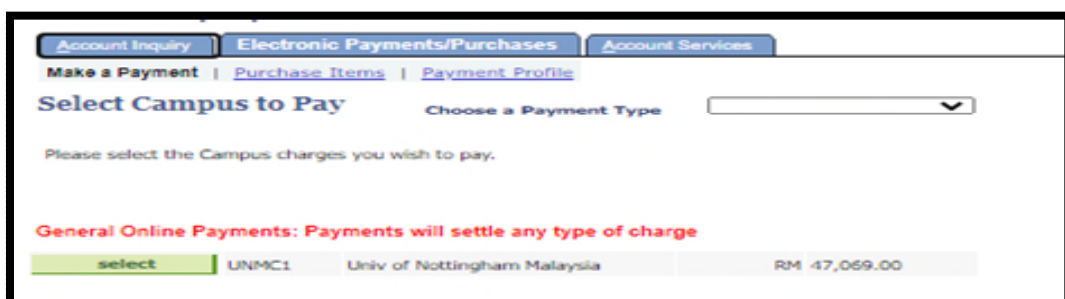 Account Inquiry Electronic Payments/Purchases Account Services
Make a Payment | Purchase Items | Payment Profile
Select Campus to Pay Choose a Payment Type
Please select the Campus charges you wish to pay.
General Online Payments: Payments will settle any type of charge
select UNMC1 Univ of Nottingham Malaysia RM 47,069.00